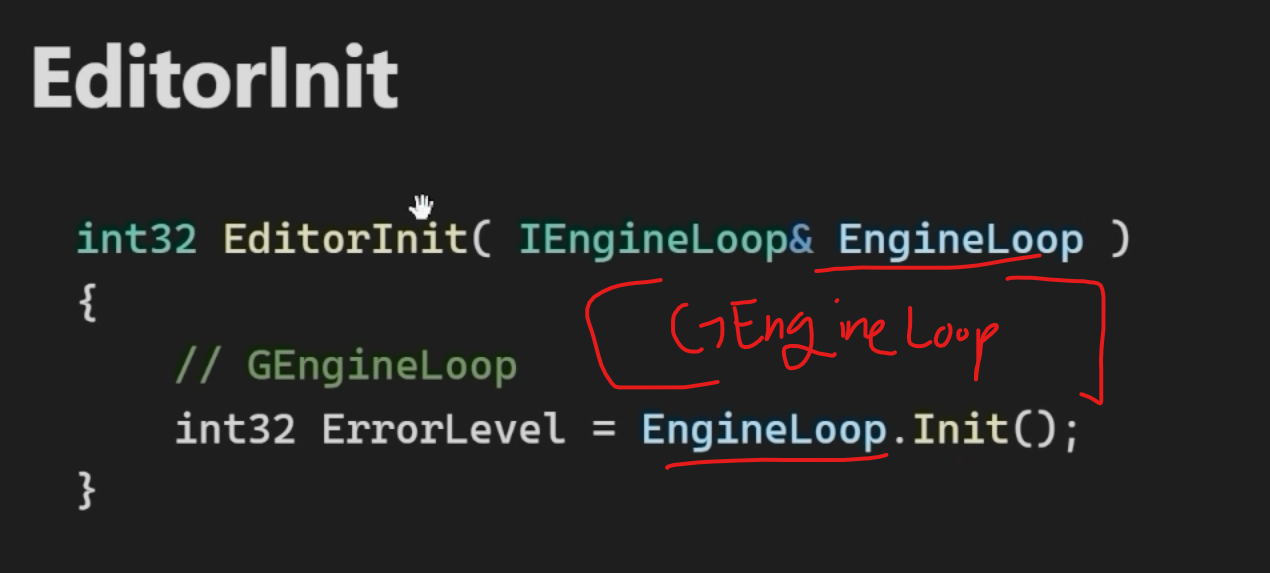 EditorInit
int32 EditorInit( IEngineLoop& EngineLoop )
{
GEngineLoop
// GEngineLoop
int32 ErrorLevel = EngineLoop.Init();
}